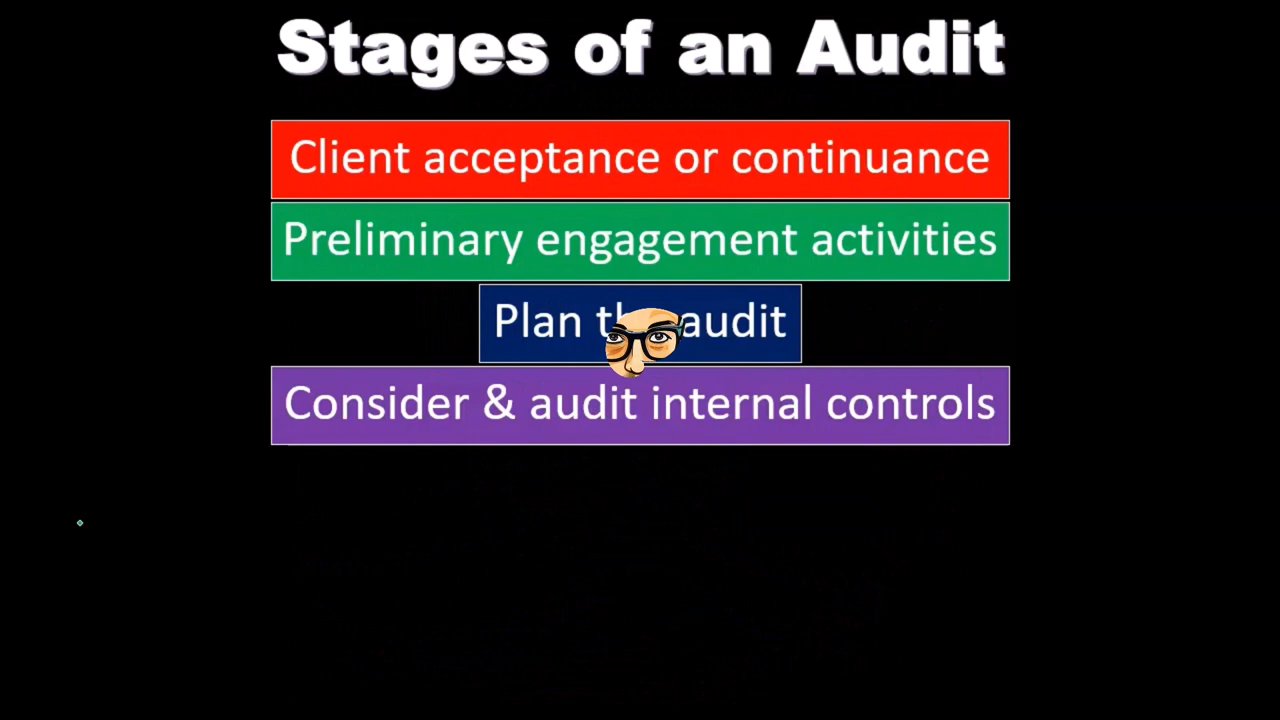 Stages of an Audit
Client acceptance or continuance
Preliminary engagement activities
Plan audit
Consider & audit internal controls